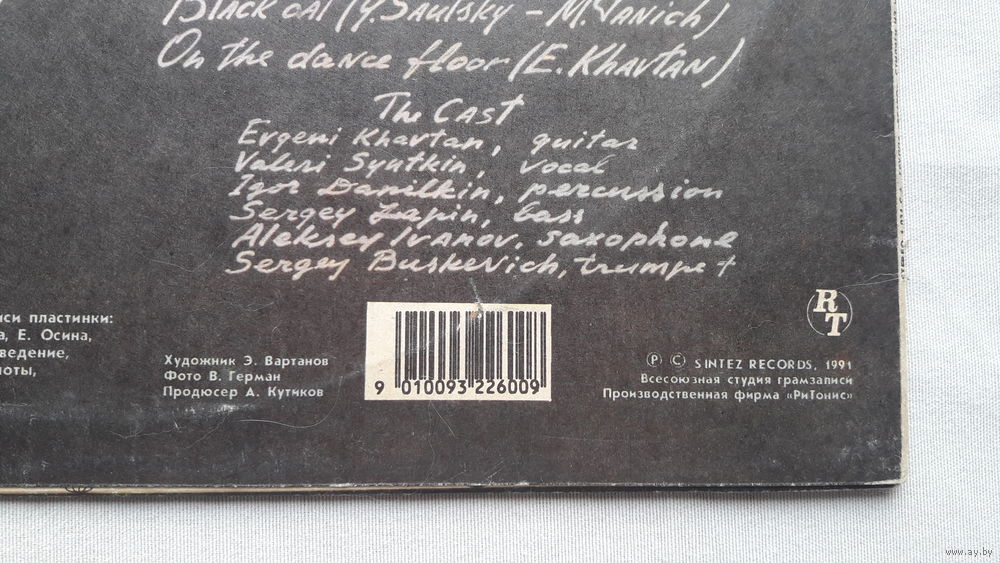 Black cat (Y. Saulsky – M. Tanich)
On the dance floor (E. Khavtan)
The Cast
Evgeni Khavtan, guitar
Valeri Syutkin, vocal
Igor Danilkin, percussion
Sergey Lapin, bass
Aleksey Ivanov, saxophone
Sergey Buskevich, trumpet
иси пластинки:
а, Е. Осина,
ведение,
ноты,
Художник Э. Вартанов
Фото В. Герман
Продюсер А. Кутиков
9 010093 226009
RT
Ⓟ © SINTEZ RECORDS, 1991
Всесоюзная студия грамзаписи
Производственная фирма «РиТонис»
www.ay.by